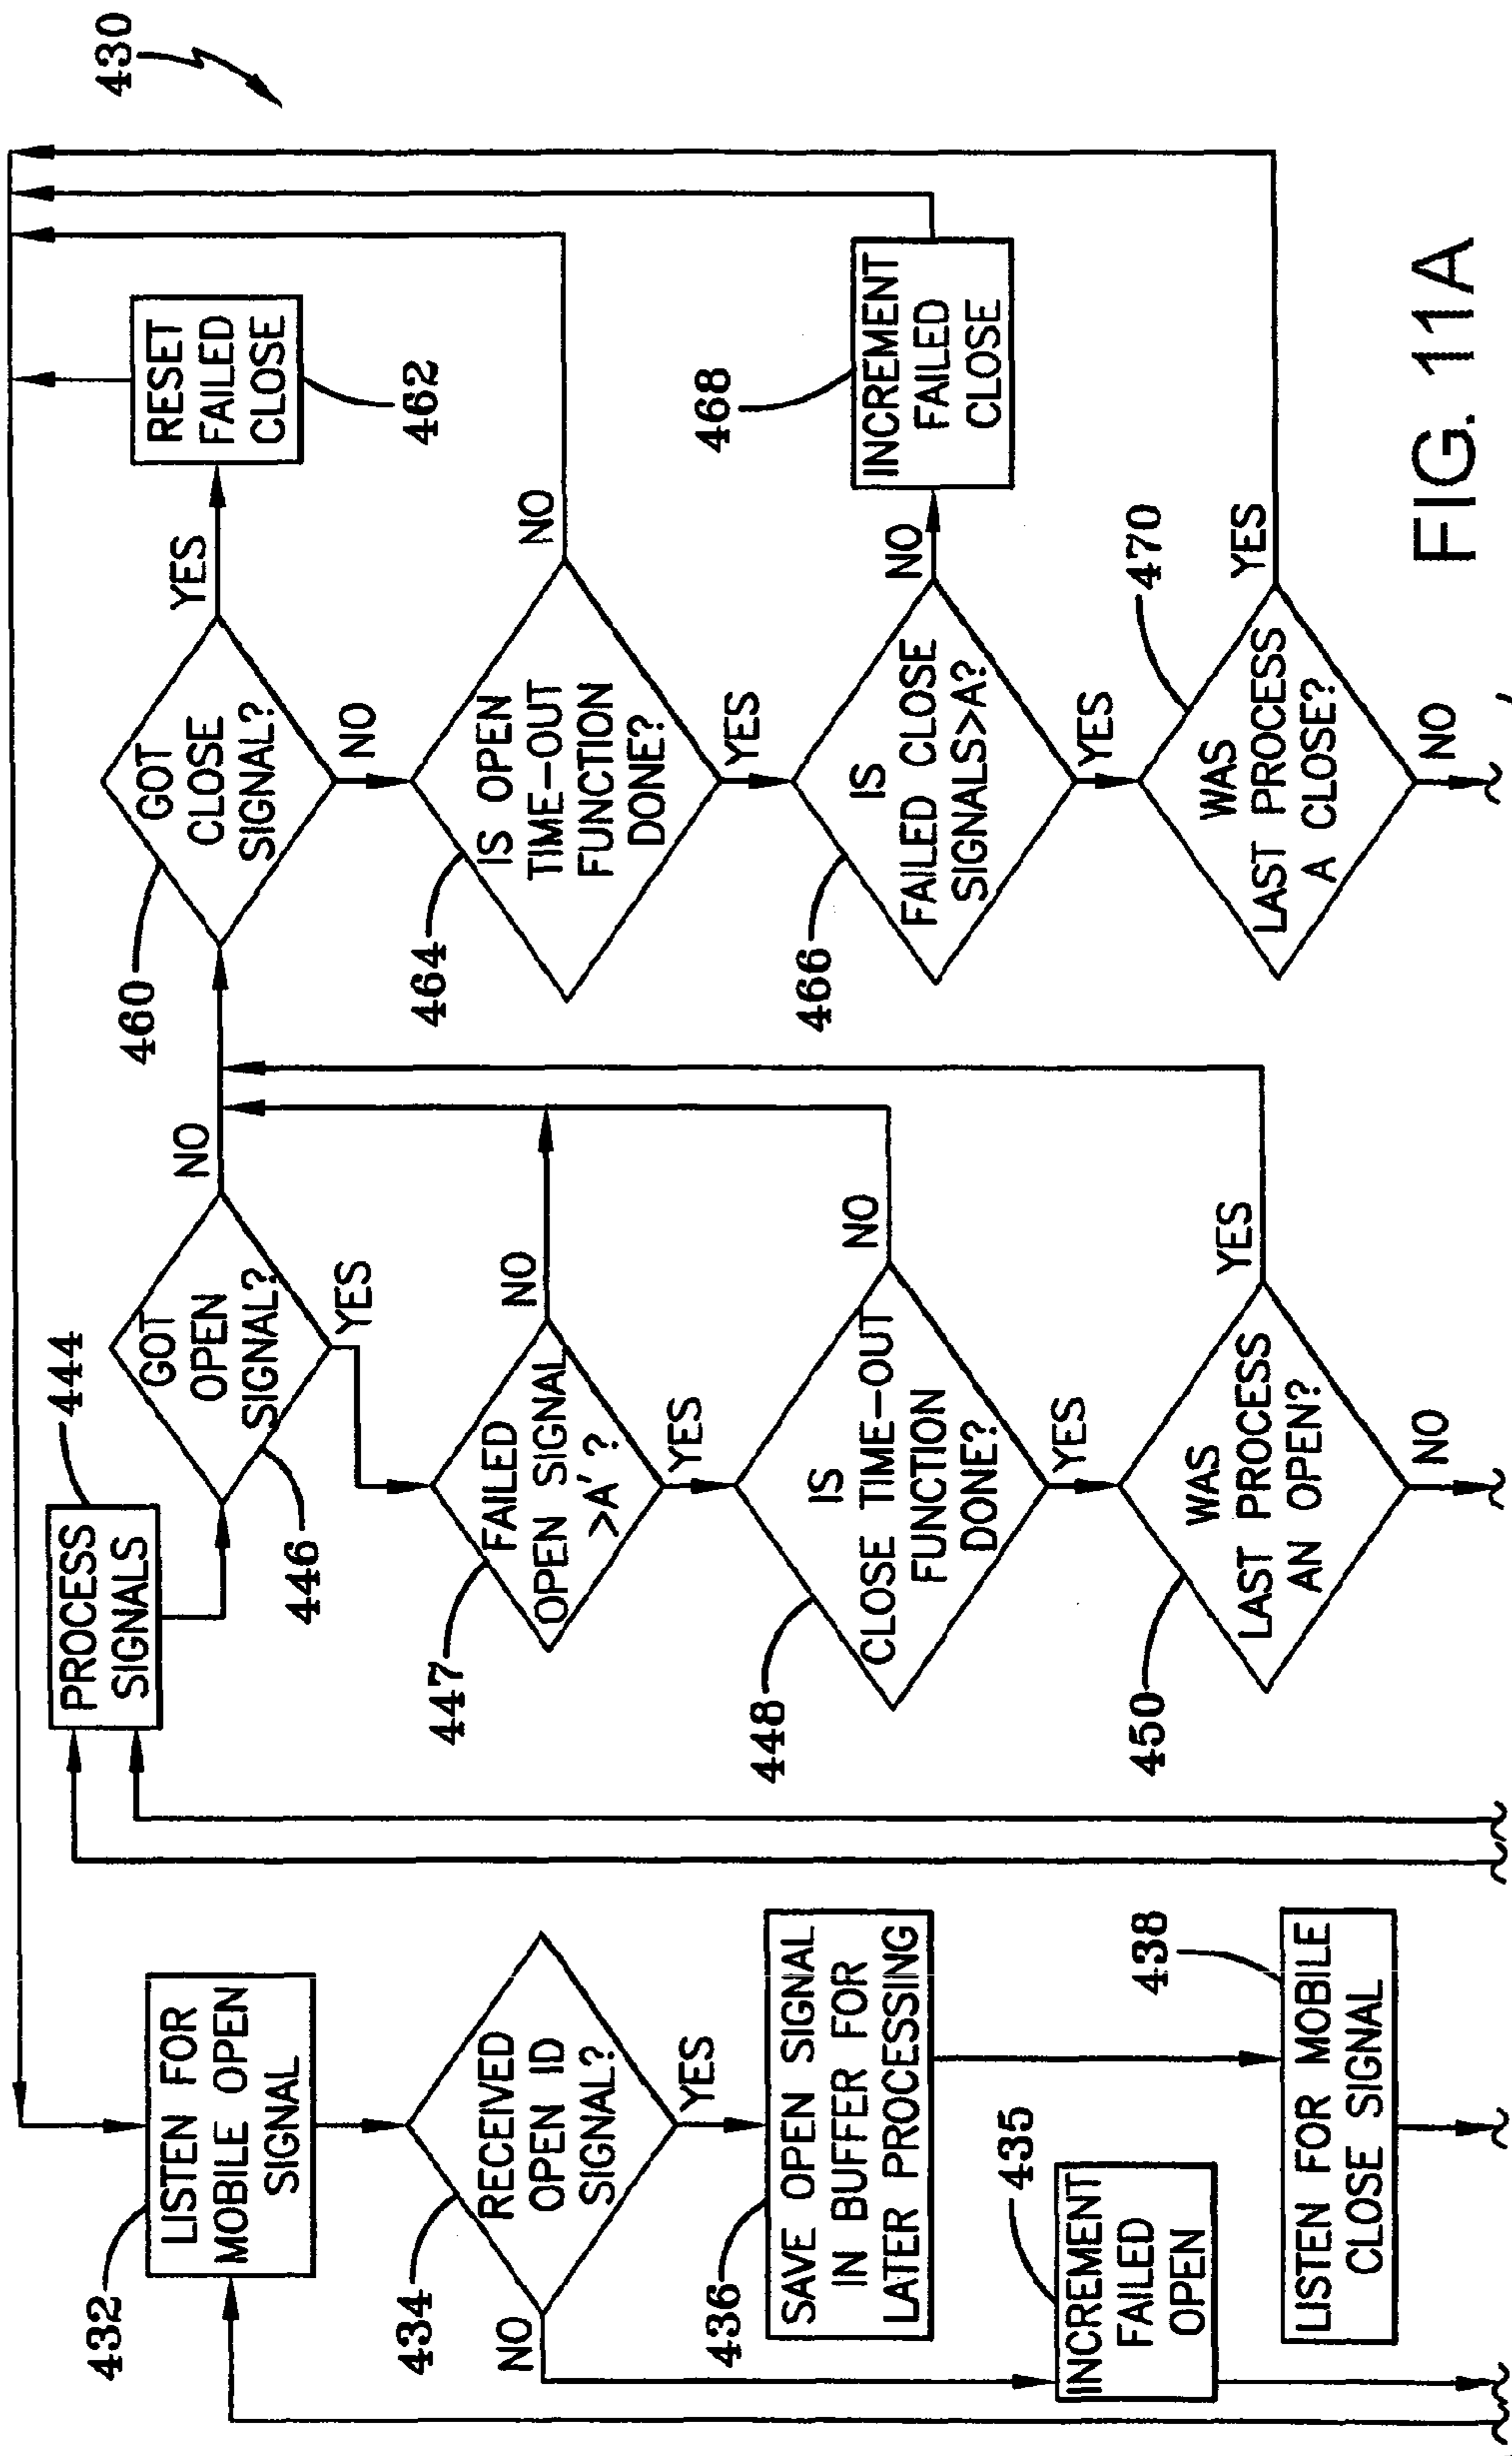 430
432
LISTEN FOR
MOBILE OPEN
SIGNAL
434
RECEIVED
OPEN ID
SIGNAL?
NO
YES
436
SAVE OPEN SIGNAL
IN BUFFER FOR
LATER PROCESSING
435
INCREMENT
FAILED
OPEN
438
LISTEN FOR MOBILE
CLOSE SIGNAL
PROCESS
SIGNALS
444
446
GOT
OPEN
SIGNAL?
NO
YES
447
FAILED
OPEN SIGNAL
>A'?
NO
YES
448
IS
CLOSE TIME-OUT
FUNCTION
DONE?
NO
YES
450
WAS
LAST PROCESS
AN OPEN?
YES
NO
460
GOT
CLOSE
SIGNAL?
YES
RESET
FAILED
CLOSE
462
NO
464
IS OPEN
TIME-OUT
FUNCTION
DONE?
NO
YES
466
IS
FAILED CLOSE
SIGNALS>A?
NO
468
INCREMENT
FAILED
CLOSE
YES
470
WAS
LAST PROCESS
A CLOSE?
YES
NO
FIG. 11A